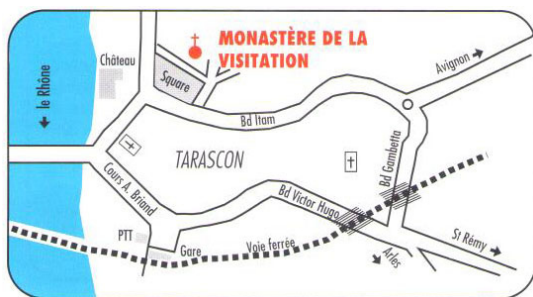 MONASTÈRE DE LA
VISITATION
Château
Square
le Rhône
Avignon
Bd Itam
TARASCON
Bd Gambetta
Cours A. Briand
Bd Victor Hugo
PTT
Gare
Voie ferrée
Arles
St Rémy